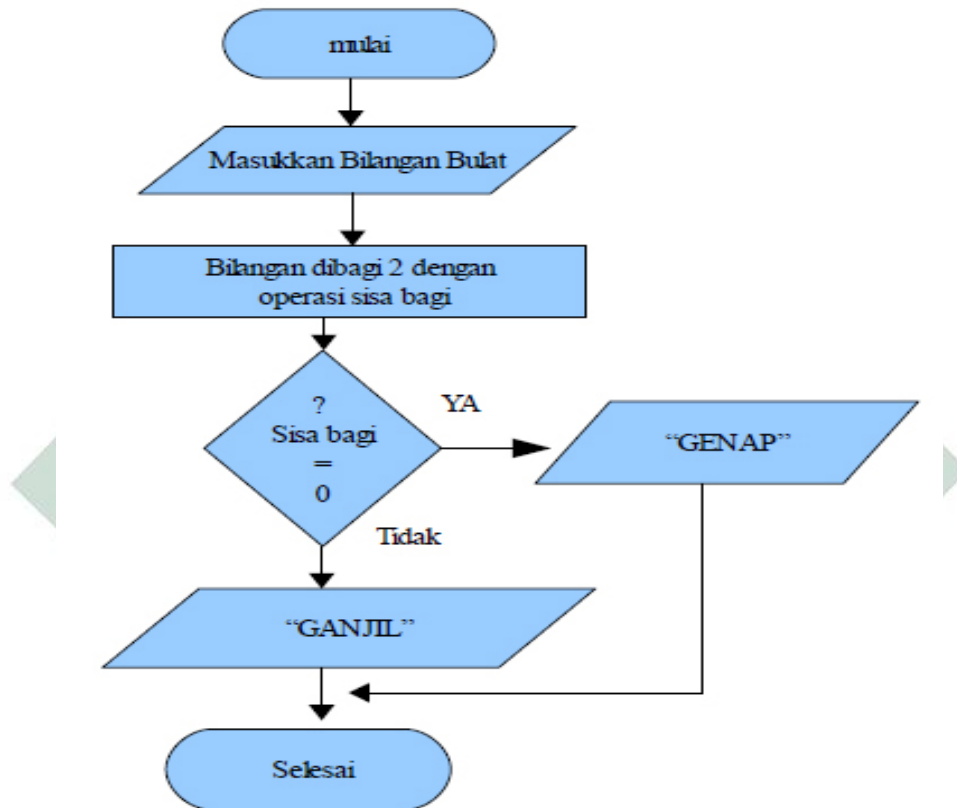 mulai
Masukkan Bilangan Bulat
Bilangan dibagi 2 dengan
operasi sisa bagi
?
Sisa bagi
=
0
YA
“GENAP”
Tidak
“GANJIL”
Selesai